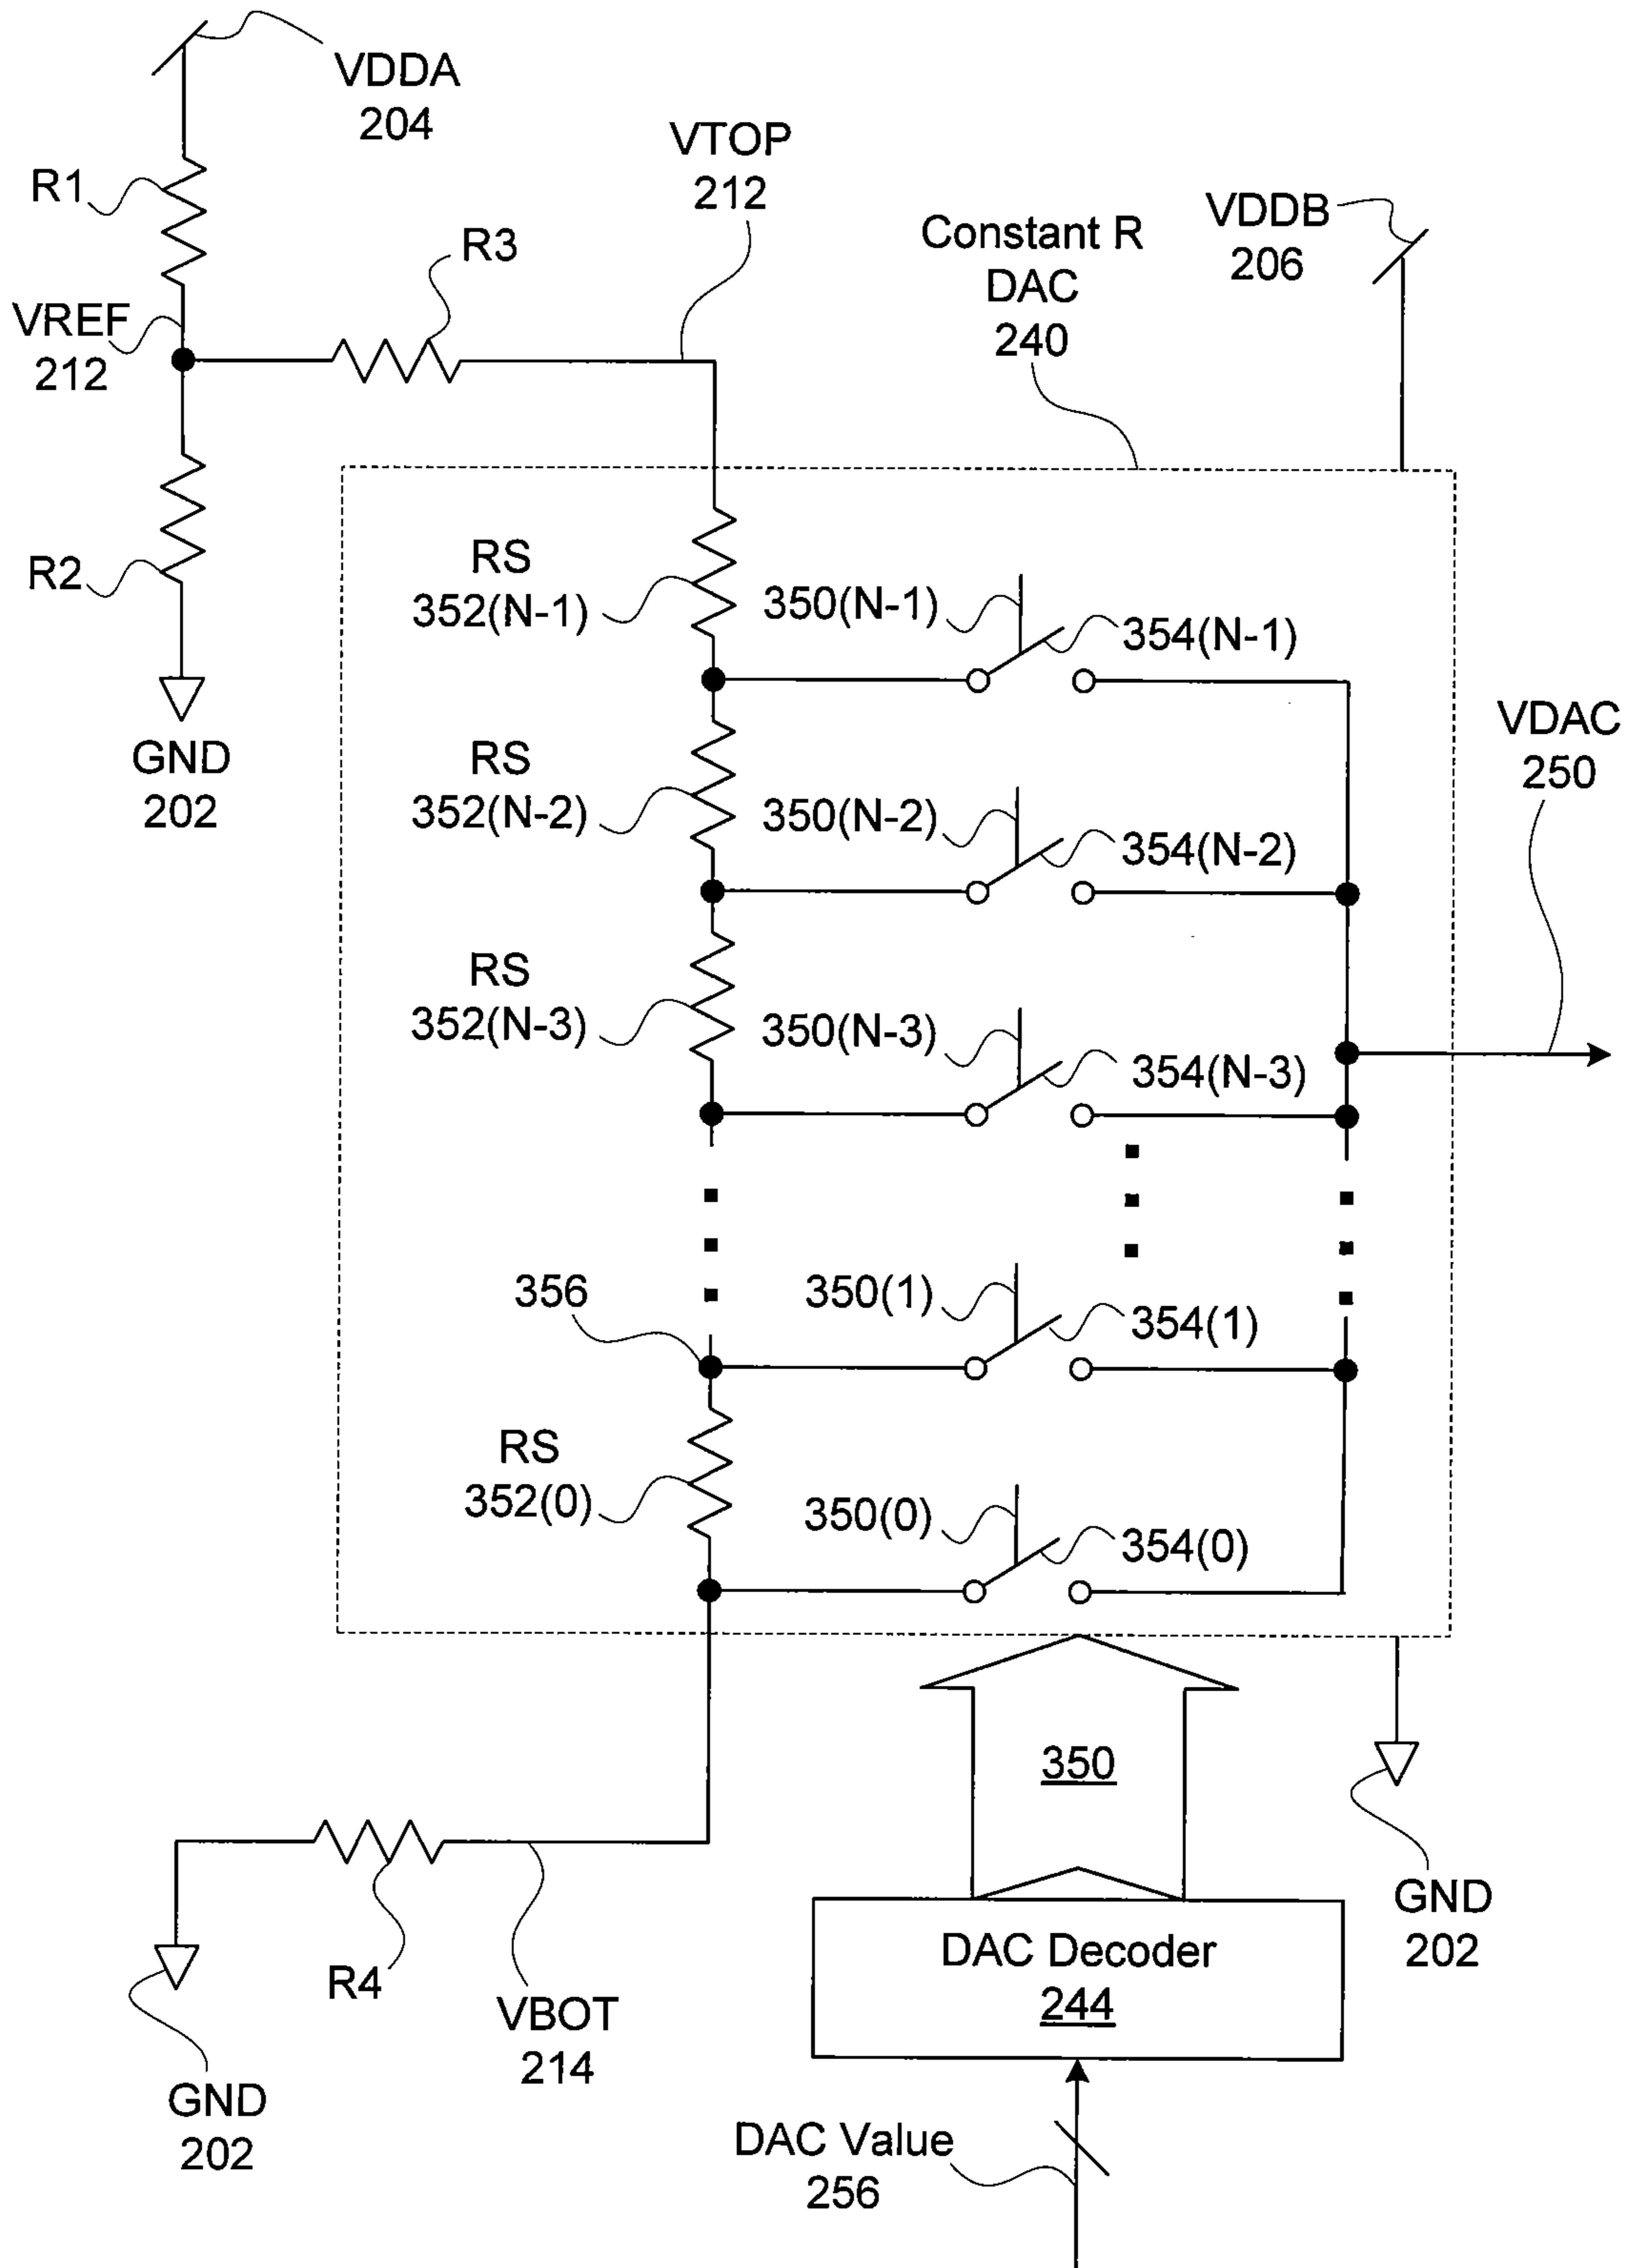 VDDA
204
VTOP
212
R1
VDDB
206
Constant R
DAC
240
R3
VREF
212
R2
RS
352(N-1)
350(N-1)
354(N-1)
GND
202
VDAC
250
RS
352(N-2)
350(N-2)
354(N-2)
RS
352(N-3)
350(N-3)
354(N-3)
356
350(1)
354(1)
RS
352(0)
350(0)
354(0)
350
R4
VBOT
214
GND
202
DAC Decoder
244
GND
202
DAC Value
256